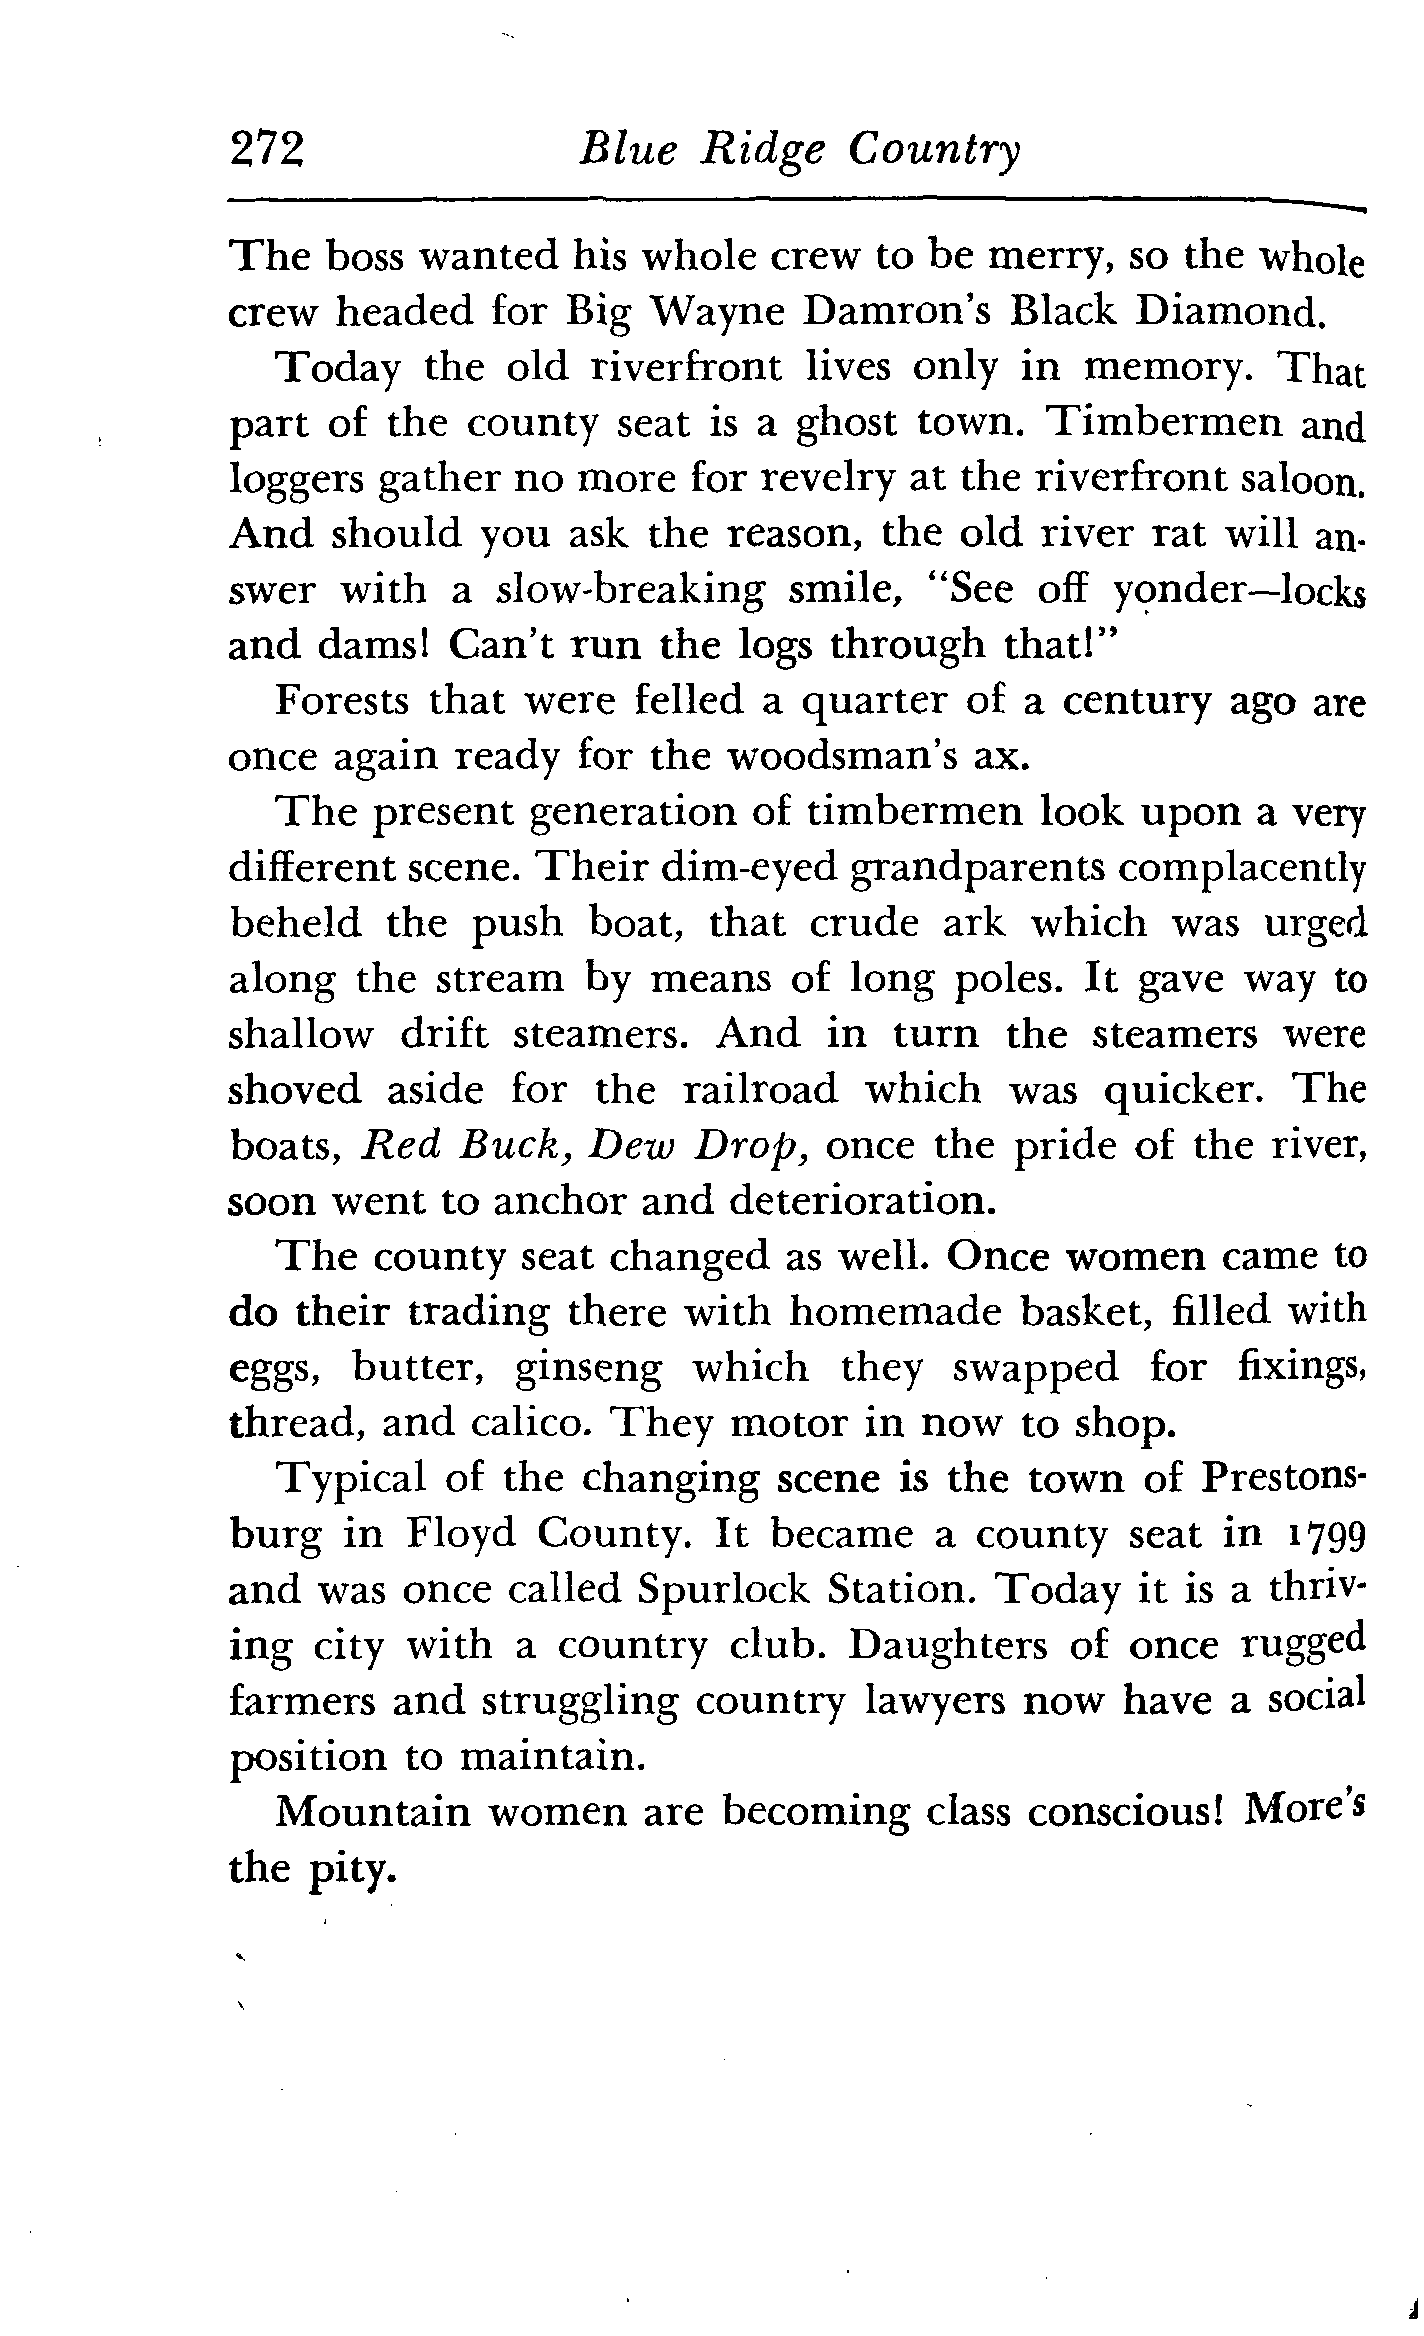 272 Blue Ridge Country
The boss wanted his whole crew to be merry, so the whole
crew headed for Big Wayne Damron's Black Diamond.
Today the old riverfront lives only in memory. That
part of the county seat is a ghost town. Timbermen and
loggers gather no more for revelry at the riverfront saloon.
And should you ask the reason, the old river rat will an-
swer with a slow-breaking smile, “See off yonder—locks
and dams! Can't run the logs through that!”
Forests that were felled a quarter of a century ago are
once again ready for the woodsman's ax.
The present generation of timbermen look upon a very
different scene. Their dim-eyed grandparents complacently
beheld the push boat, that crude ark which was urged
along the stream by means of long poles. It gave way to
shallow drift steamers. And in turn the steamers were
shoved aside for the railroad which was quicker. The
boats, Red Buck, Dew Drop, once the pride of the river,
soon went to anchor and deterioration.
The county seat changed as well. Once women came to
do their trading there with homemade basket, filled with
eggs, butter, ginseng which they swapped for fixings,
thread, and calico. They motor in now to shop.
Typical of the changing scene is the town of Prestons-
burg in Floyd County. It became a county seat in 1799
and was once called Spurlock Station. Today it is a thriv-
ing city with a country club. Daughters of once rugged
farmers and struggling country lawyers now have a social
position to maintain.
Mountain women are becoming class conscious! More's
the pity.